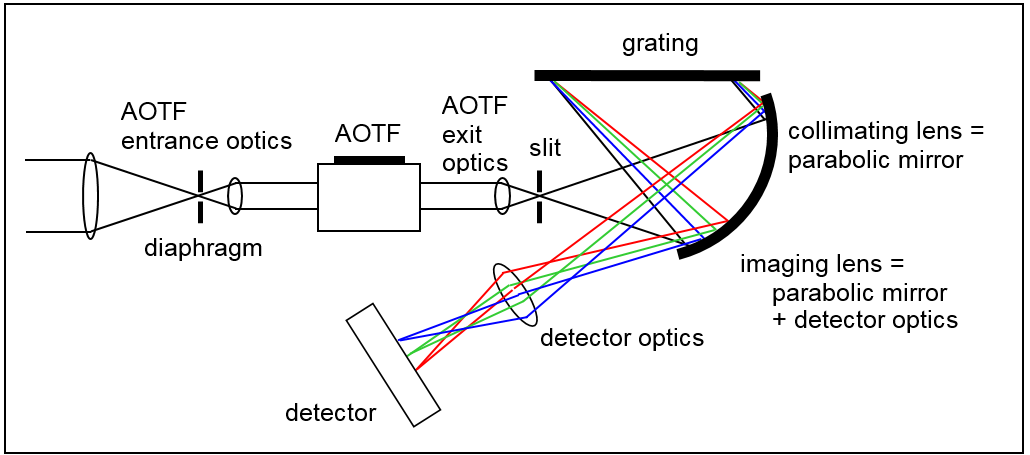 grating
AOTF
entrance optics
AOTF
AOTF
exit
optics
slit
collimating lens =
parabolic mirror
diaphragm
imaging lens =
parabolic mirror
+ detector optics
detector optics
detector